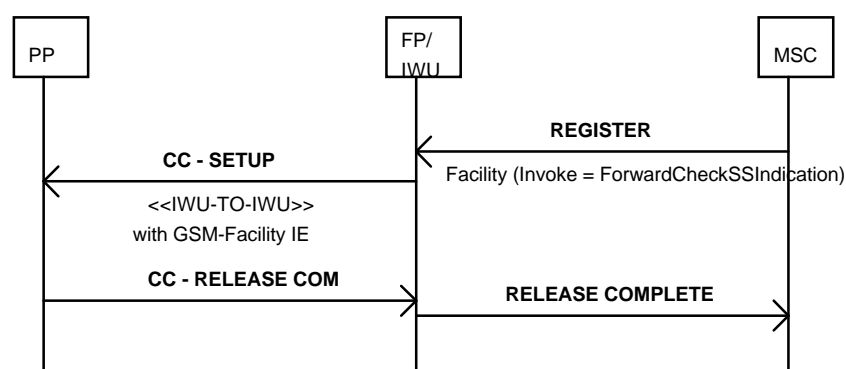 PP
FP/
IWU
MSC
REGISTER
CC - SETUP
Facility (Invoke = ForwardCheckSSIndication)
<<IWU-TO-IWU>>
with GSM-Facility IE
CC - RELEASE COM
RELEASE COMPLETE